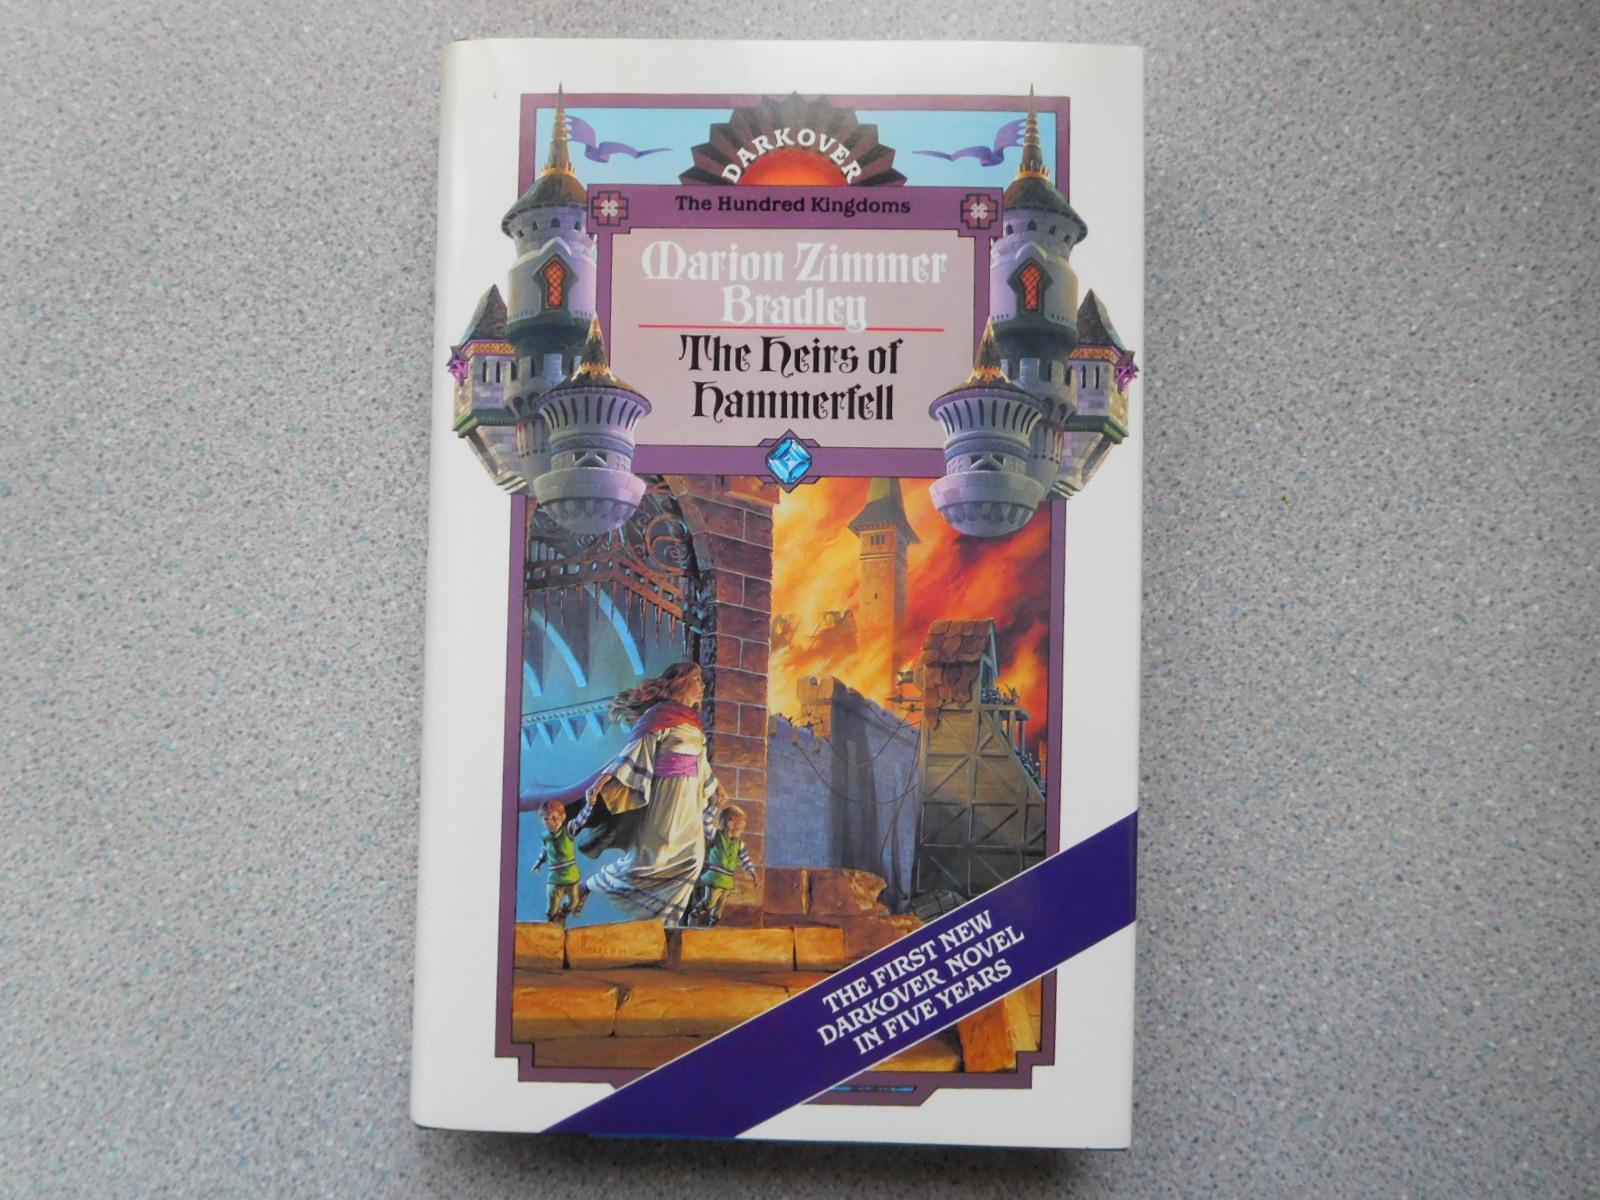 DARKOVER
The Hundred Kingdoms
Marion Zimmer
Bradley
The Heirs of
Hammerfell
THE FIRST NEW
DARKOVER NOVEL
IN FIVE YEARS